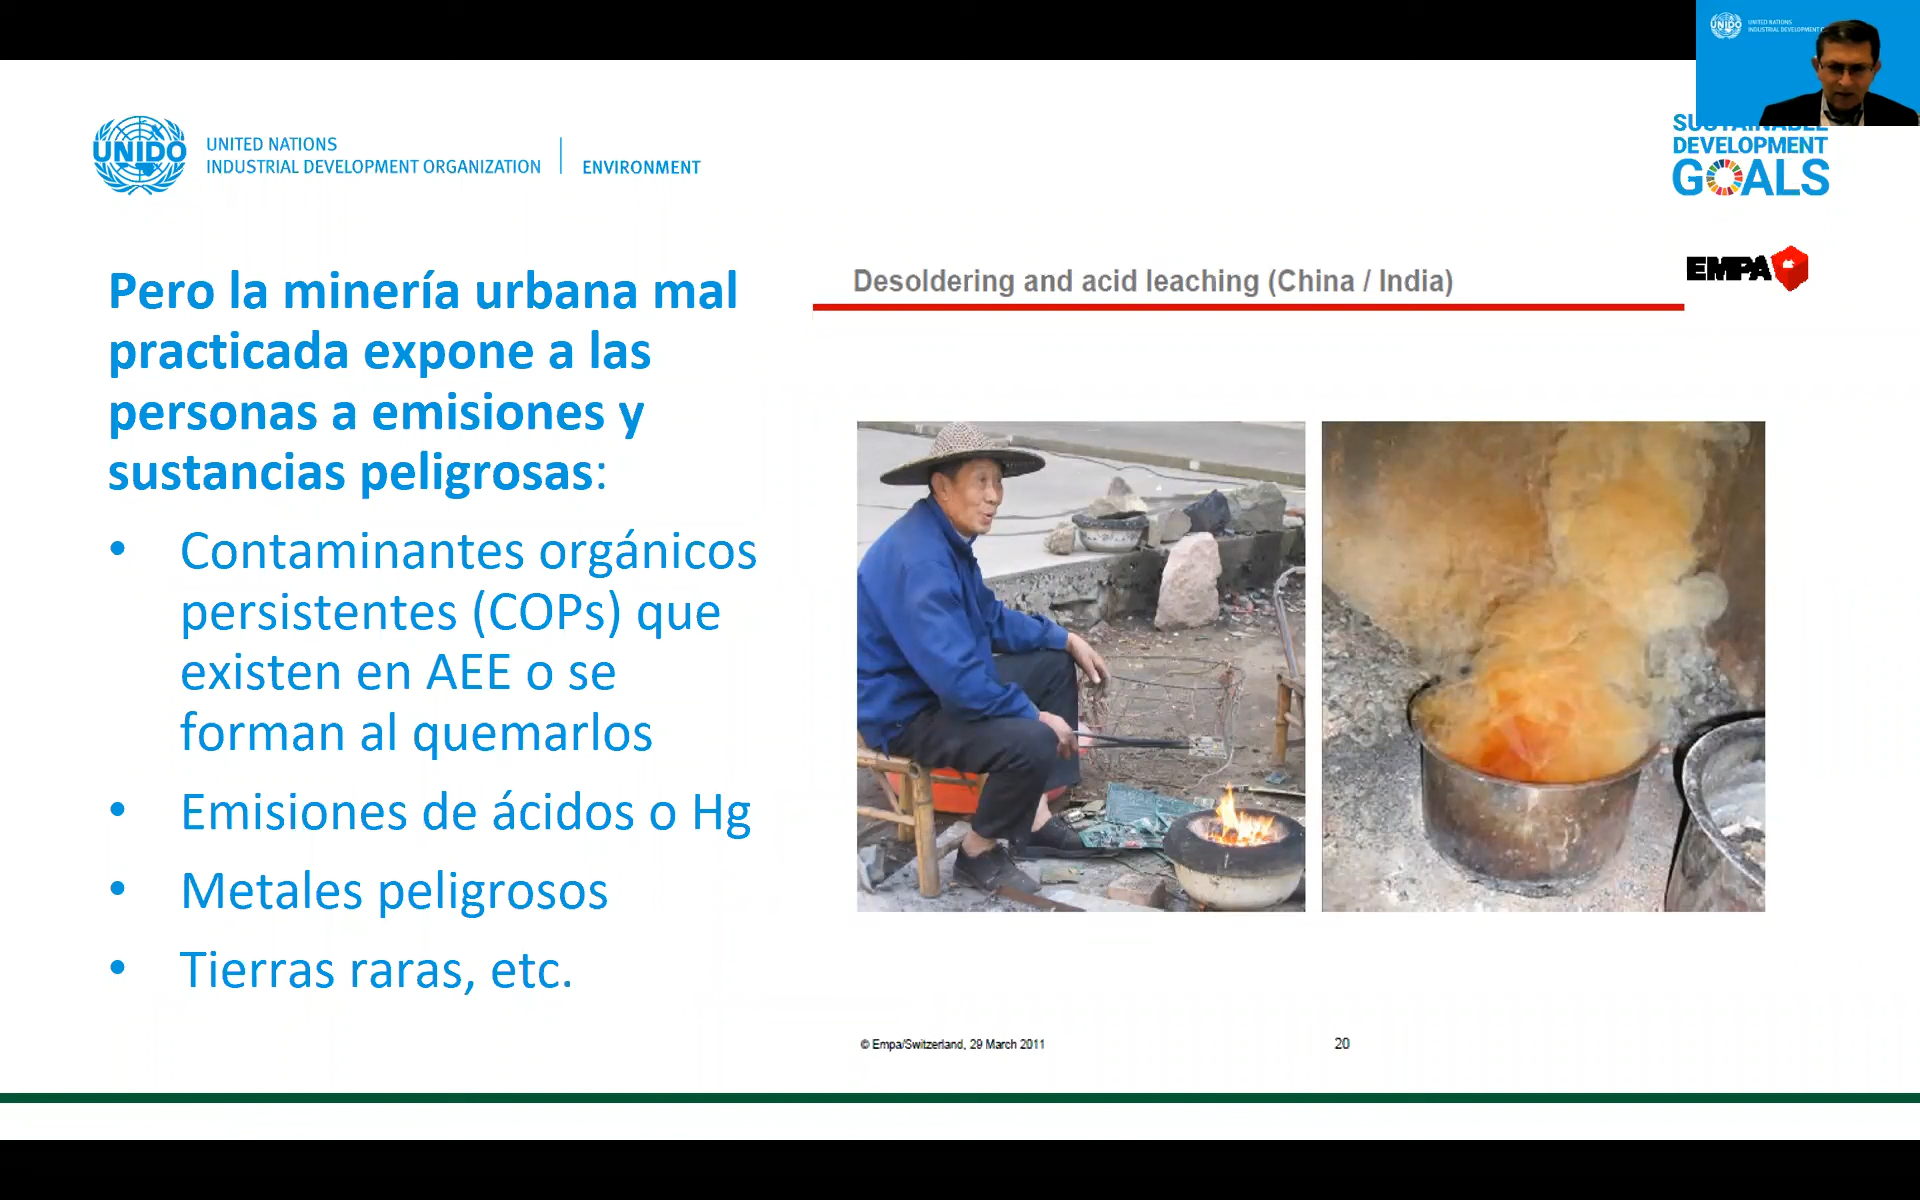 UNITED NATIONS
INDUSTRIAL DEVELOPMENT
UNIDO
UNITED NATIONS
INDUSTRIAL DEVELOPMENT ORGANIZATION
ENVIRONMENT
SUSTAINABLE
DEVELOPMENT
GOALS
Pero la minería urbana mal
practicada expone a las
personas a emisiones y
sustancias peligrosas:
• Contaminantes orgánicos
persistentes (COPs) que
existen en AEE o se
forman al quemarlos
• Emisiones de ácidos o Hg
• Metales peligrosos
• Tierras raras, etc.
Desoldering and acid leaching (China / India)
EMPA
© Empa/Switzerland, 29 March 2011
20